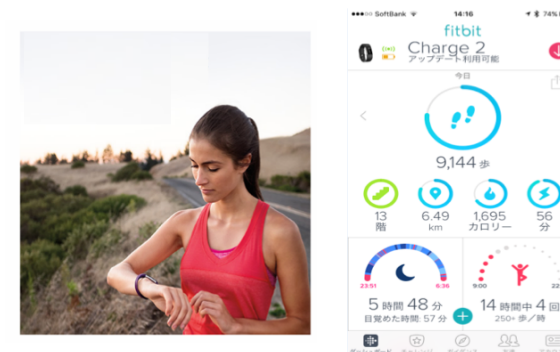 SoftBank 14:16 74%
fitbit
Charge 2
アップデート利用可能
今日
9,144 歩
13 6.49 1,695 56
階 km カロリー 分
23:51 6:36 9:00 22
5 時間 48 分 14 時間中 4 回
目覚めた時間: 57 分 250+ 歩／時